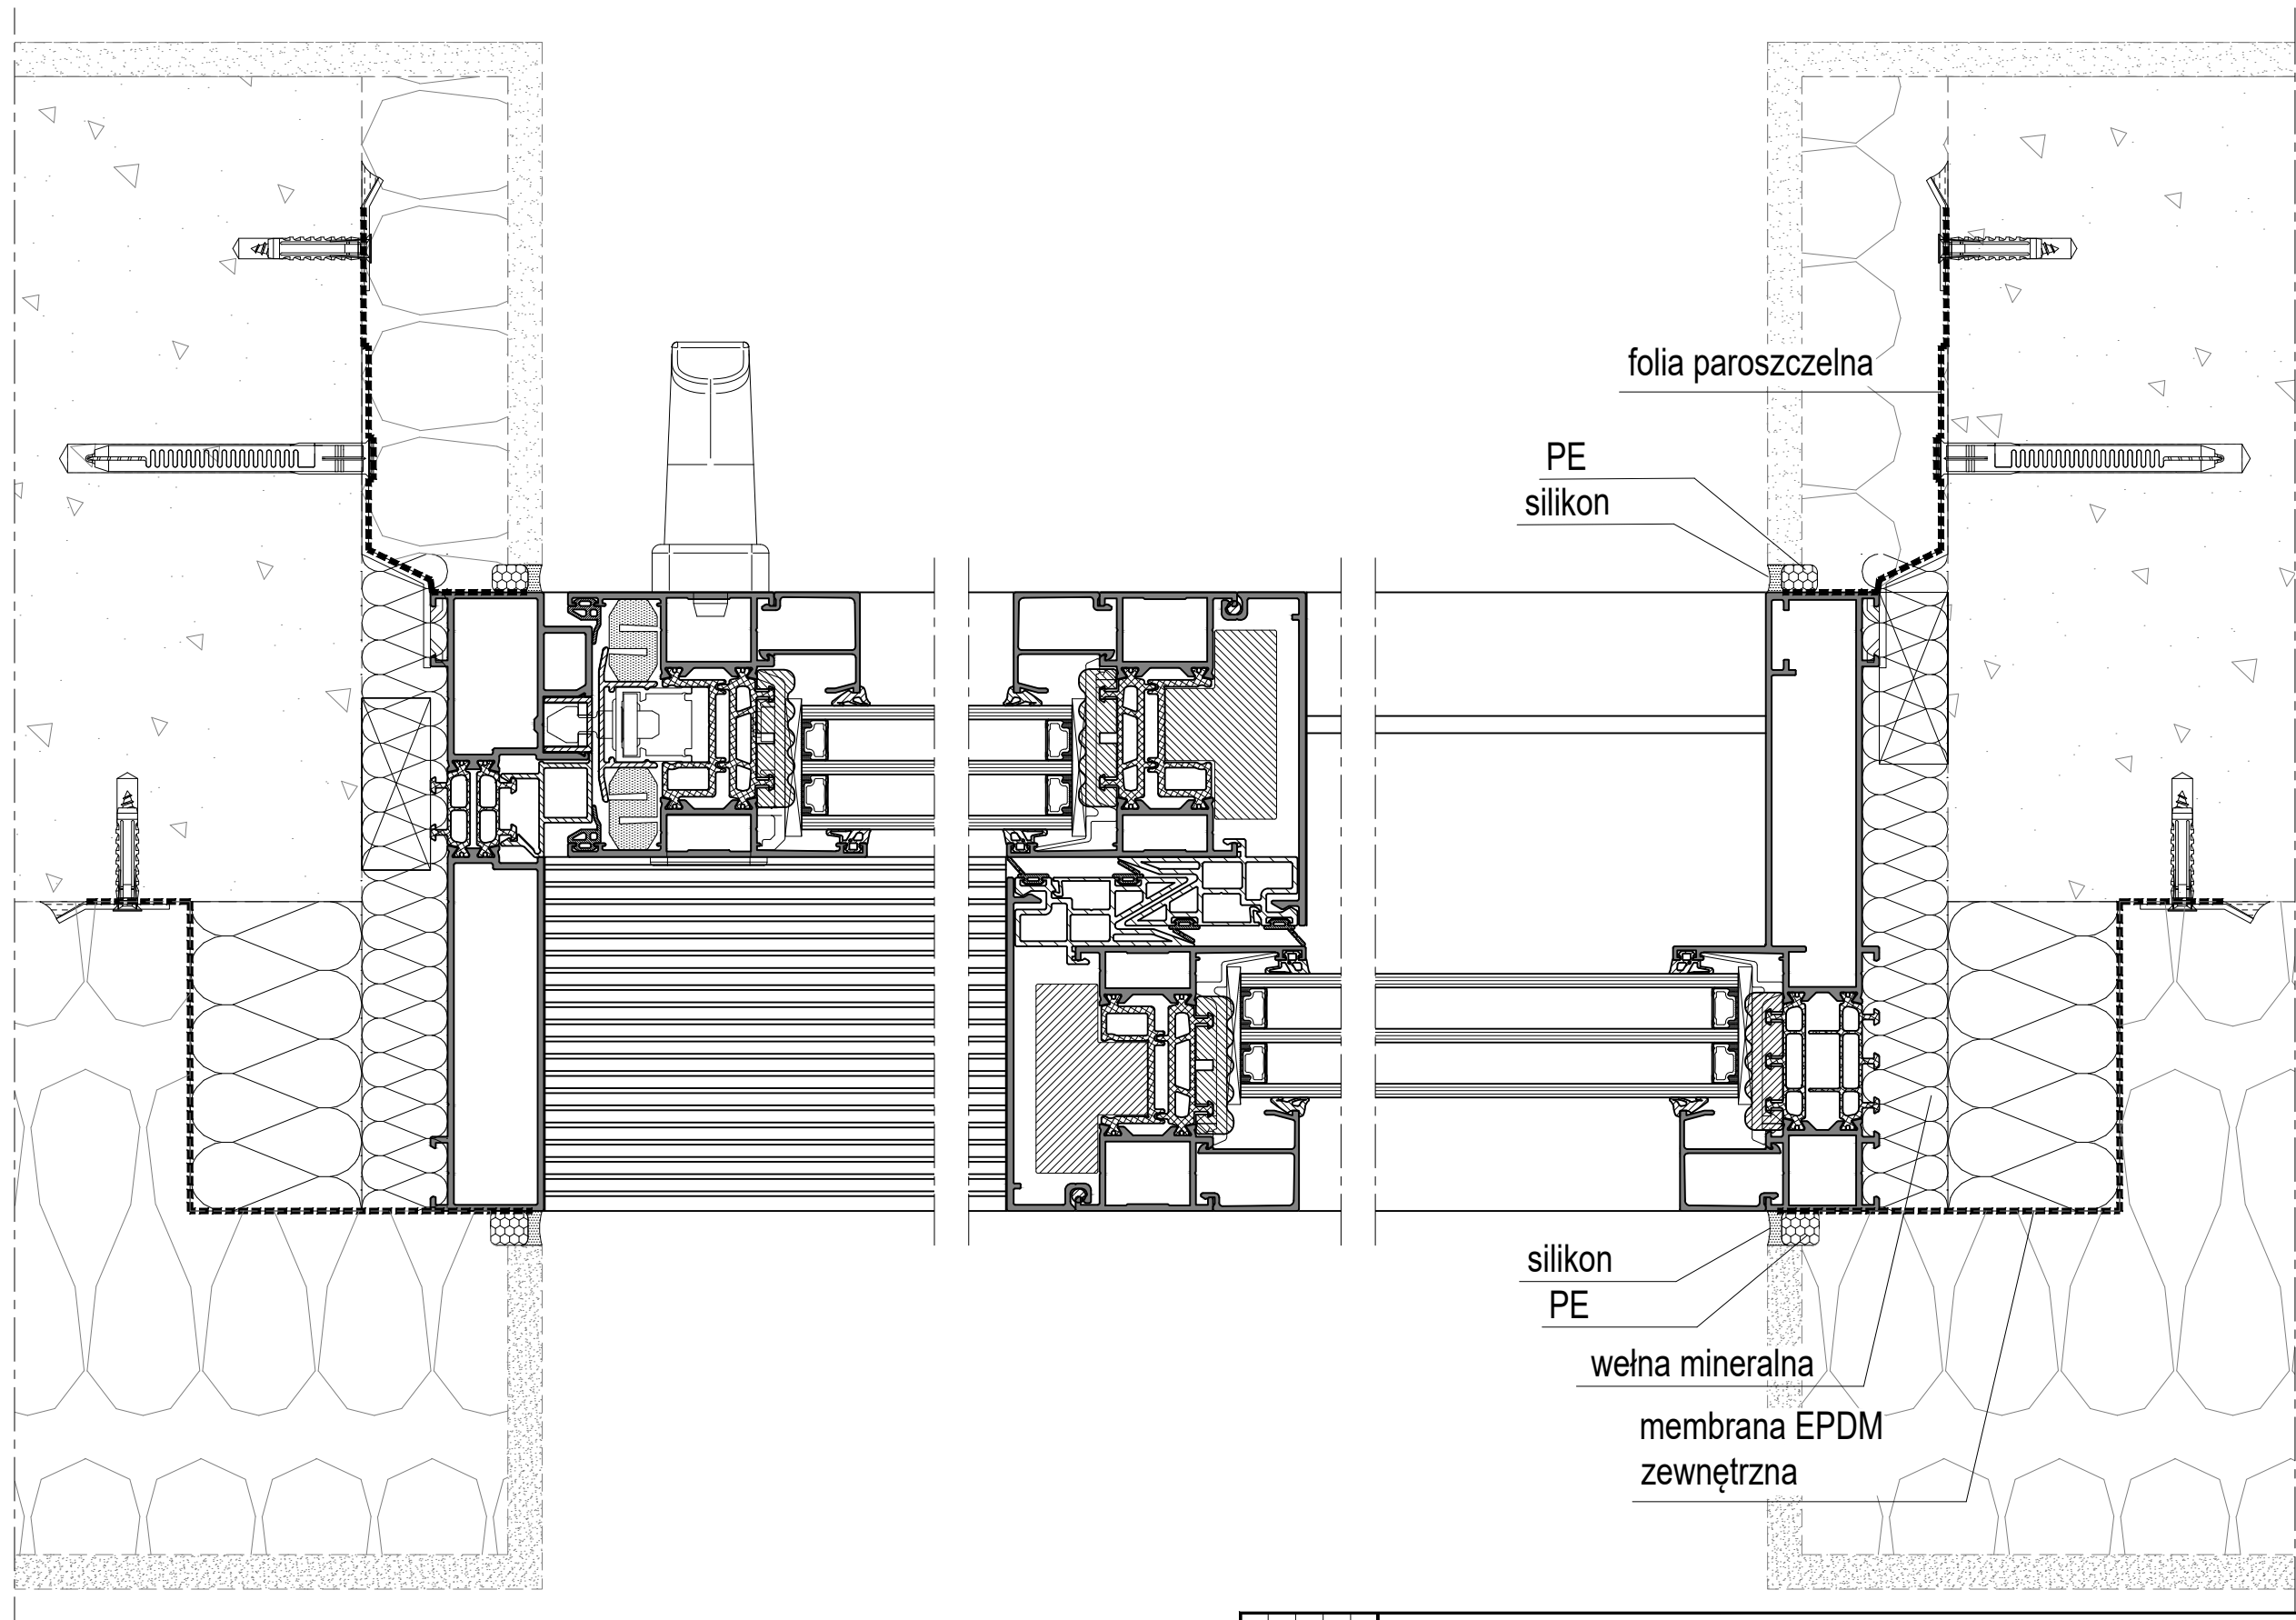 folia paroszczelna
PE
silikon
silikon
PE
wełna mineralna
membrana EPDM
zewnętrzna